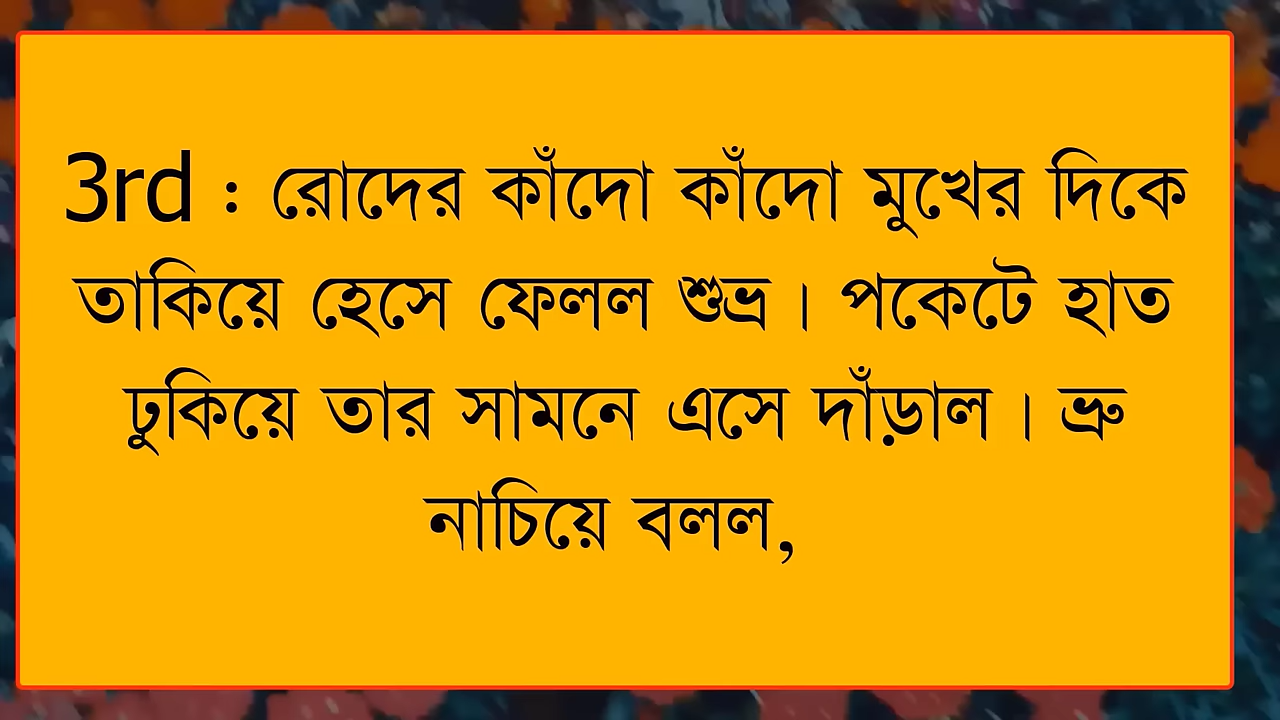 3rd : রোদের কাঁদো কাঁদো মুখের দিকে
তাকিয়ে হেসে ফেলল শুভ্র। পকেটে হাত
ঢুকিয়ে তার সামনে এসে দাঁড়াল। ভ্রু
নাচিয়ে বলল,